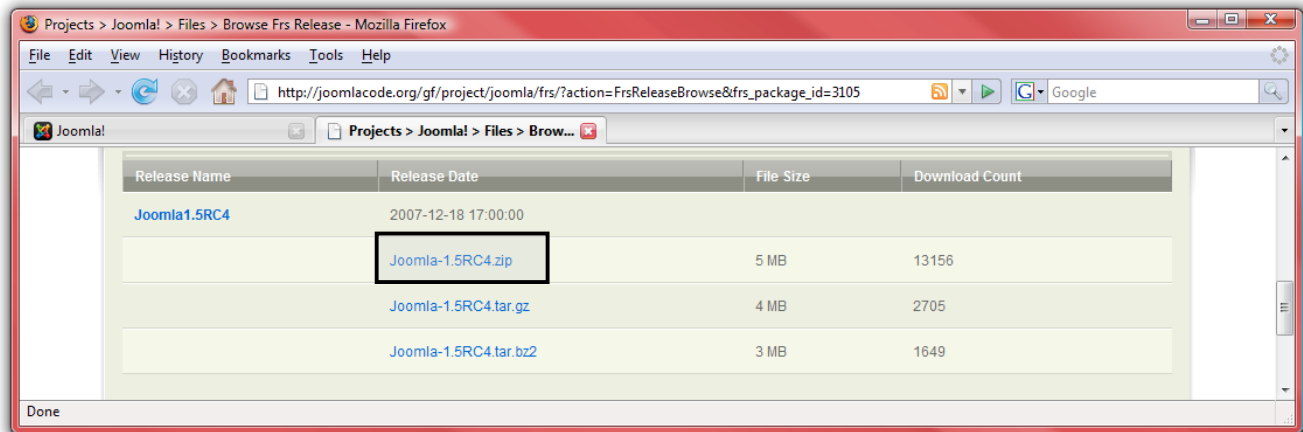 Projects > Joomla! > Files > Browse Frs Release - Mozilla Firefox
File Edit View History Bookmarks Tools Help
http://joomlacode.org/gf/project/joomla/frs/?action=FrsReleaseBrowse&frs_package_id=3105 G Google
Joomla! Projects > Joomla! > Files > Brow...
Release Name Release Date File Size Download Count
Joomla1.5RC4 2007-12-18 17:00:00
Joomla-1.5RC4.zip 5 MB 13156
Joomla-1.5RC4.tar.gz 4 MB 2705
Joomla-1.5RC4.tar.bz2 3 MB 1649
Done